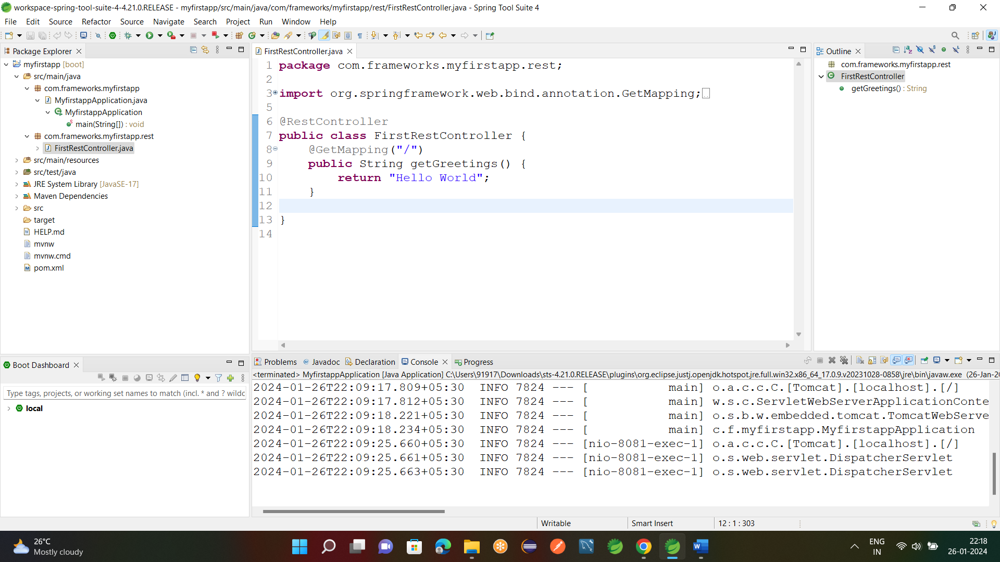 workspace-spring-tool-suite-4-4.21.0.RELEASE - myfirstapp/src/main/java/com/frameworks/myfirstapp/rest/FirstRestController.java - Spring Tool Suite 4
File Edit Source Refactor Source Navigate Search Project Run Window Help
Package Explorer
myfirstapp [boot]
src/main/java
com.frameworks.myfirstapp
MyfirstappApplication.java
MyfirstappApplication
main(String[]) : void
com.frameworks.myfirstapp.rest
FirstRestController.java
src/main/resources
src/test/java
JRE System Library [JavaSE-17]
Maven Dependencies
src
target
HELP.md
mvnw
mvnw.cmd
pom.xml
FirstRestController.java
1 package com.frameworks.myfirstapp.rest;
2
3 import org.springframework.web.bind.annotation.GetMapping;
5
6 @RestController
7 public class FirstRestController {
8 @GetMapping("/")
9 public String getGreetings() {
10 return "Hello World";
11 }
12
13 }
14
Outline
com.frameworks.myfirstapp.rest
FirstRestController
getGreetings() : String
Boot Dashboard
Type tags, projects, or working set names to match (incl. * and ? wildc
local
Problems Javadoc Declaration Console Progress
<terminated> MyfirstappApplication [Java Application] C:\Users\91917\Downloads\sts-4.21.0.RELEASE\plugins\org.eclipse.justj.openjdk.hotspot.jre.full.win32.x86_64_17.0.9.v20231028-0858\jre\bin\javaw.exe (26-Jan-20
2024-01-26T22:09:17.809+05:30 INFO 7824 --- [ main] o.a.c.c.C.[Tomcat].[localhost].[/]
2024-01-26T22:09:17.812+05:30 INFO 7824 --- [ main] w.s.c.ServletWebServerApplicationConte
2024-01-26T22:09:18.221+05:30 INFO 7824 --- [ main] o.s.b.w.embedded.tomcat.TomcatWebServe
2024-01-26T22:09:18.234+05:30 INFO 7824 --- [ main] c.f.myfirstapp.MyfirstappApplication
2024-01-26T22:09:25.660+05:30 INFO 7824 --- [nio-8081-exec-1] o.a.c.c.C.[Tomcat].[localhost].[/]
2024-01-26T22:09:25.661+05:30 INFO 7824 --- [nio-8081-exec-1] o.s.web.servlet.DispatcherServlet
2024-01-26T22:09:25.663+05:30 INFO 7824 --- [nio-8081-exec-1] o.s.web.servlet.DispatcherServlet
Writable Smart Insert 12 : 1 : 303
26°C
Mostly cloudy
ENG
IN
22:18
26-01-2024